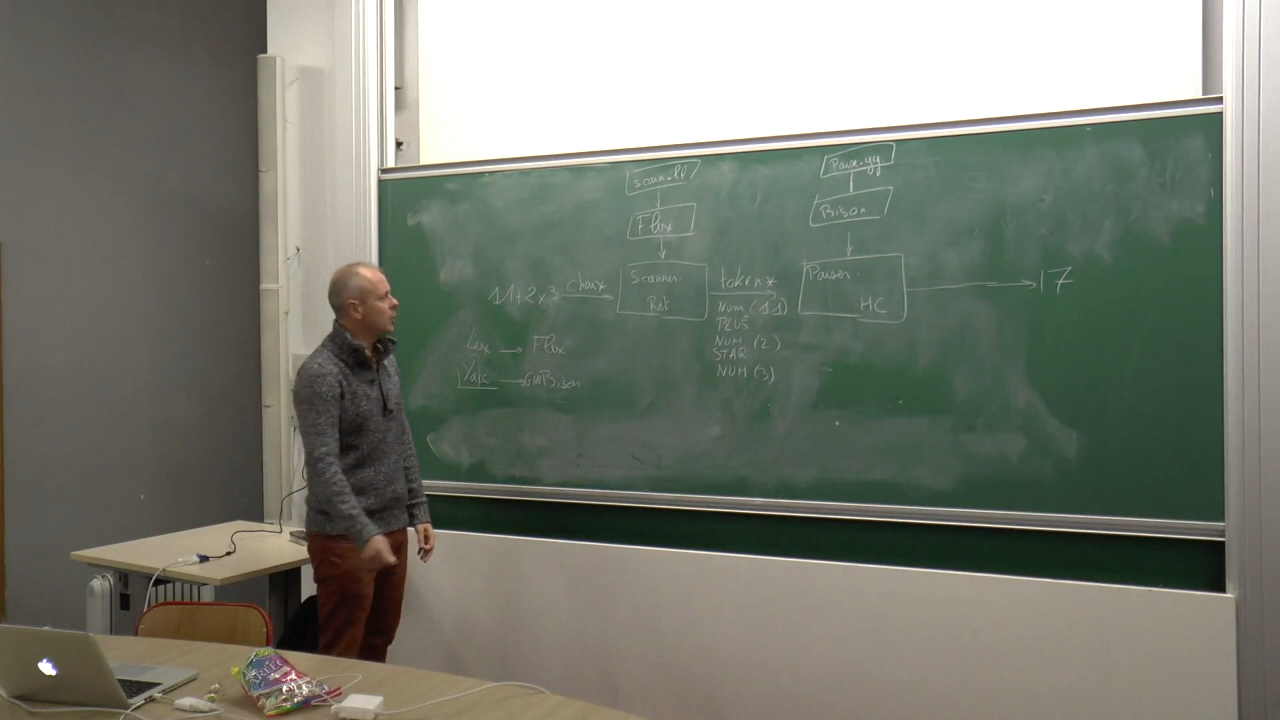 scan.ll
Flex
Parse.yy
Bison
11+2x3
char*
Scanner
Rat
token*
Num (11)
PLUS
NUM (2)
STAR
NUM (3)
Parser
HC
17
Lex → Flex
Yacc → GNU Bison